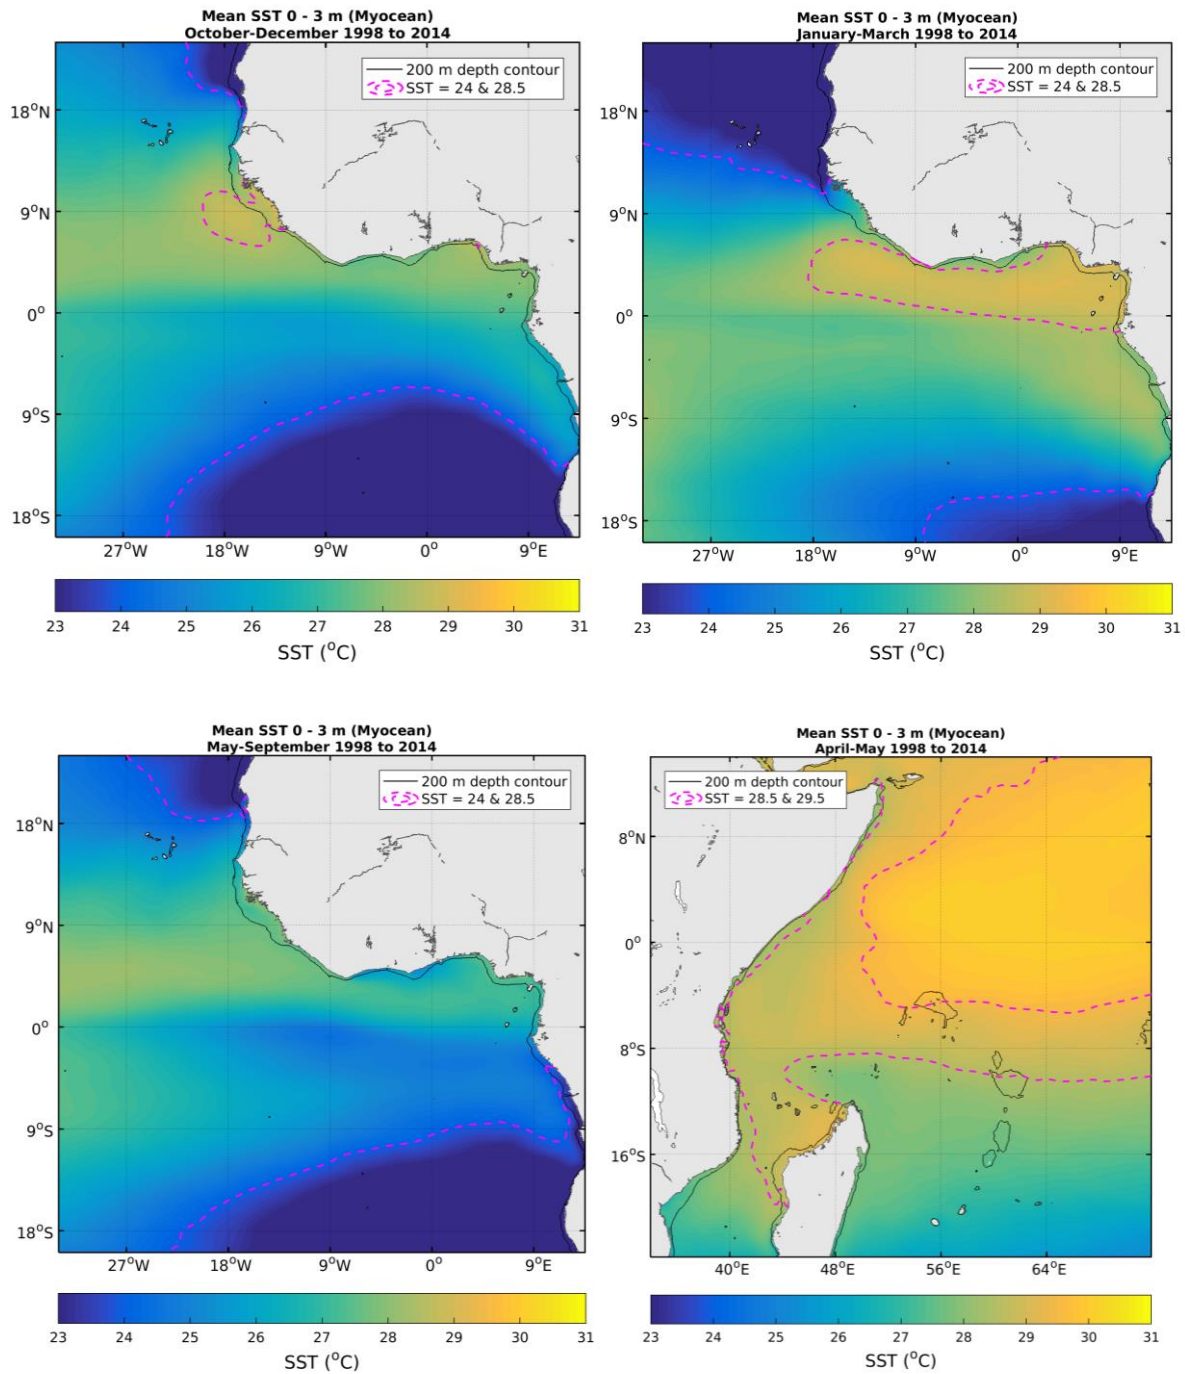 Mean SST 0 - 3 m (Myocean)
October-December 1998 to 2014
200 m depth contour
SST = 24 & 28.5
18°N
9°N
0°
9°S
18°S
27°W 18°W 9°W 0° 9°E
23 24 25 26 27 28 29 30 31
SST (°C)
Mean SST 0 - 3 m (Myocean)
January-March 1998 to 2014
200 m depth contour
SST = 24 & 28.5
18°N
9°N
0°
9°S
18°S
27°W 18°W 9°W 0° 9°E
23 24 25 26 27 28 29 30 31
SST (°C)
Mean SST 0 - 3 m (Myocean)
May-September 1998 to 2014
200 m depth contour
SST = 24 & 28.5
18°N
9°N
0°
9°S
18°S
27°W 18°W 9°W 0° 9°E
23 24 25 26 27 28 29 30 31
SST (°C)
Mean SST 0 - 3 m (Myocean)
April-May 1998 to 2014
200 m depth contour
SST = 28.5 & 29.5
8°N
0°
8°S
16°S
40°E 48°E 56°E 64°E
23 24 25 26 27 28 29 30 31
SST (°C)